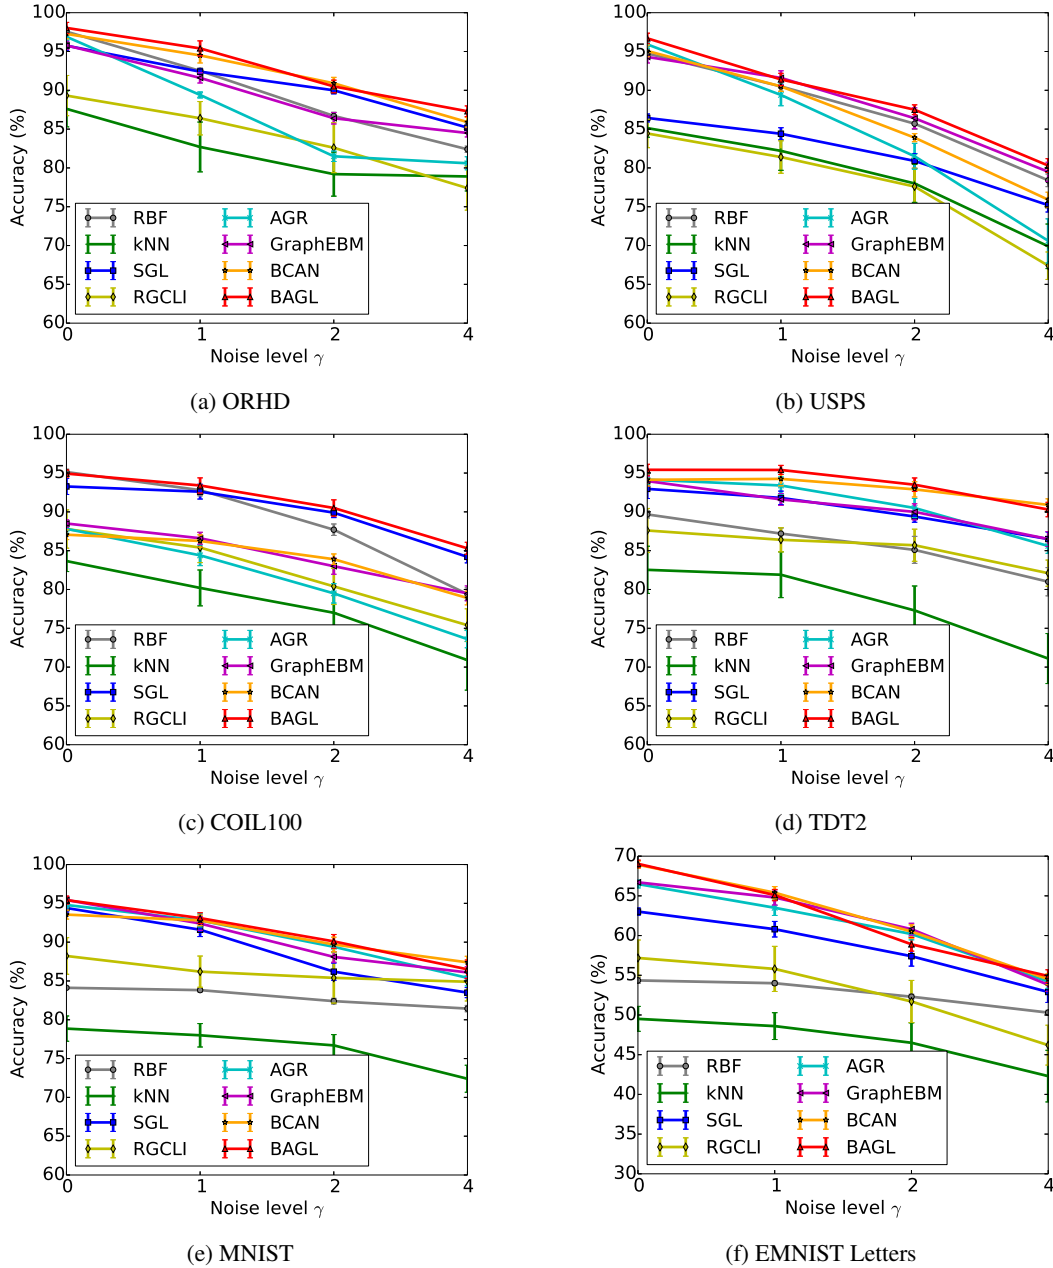 100
95
90
85
80
75
70
65
60
Accuracy (%)
RBF
kNN
SGL
RGCLI
AGR
GraphEBM
BCAN
BAGL
0 1 2 4
Noise level γ
(a) ORHD
100
95
90
85
80
75
70
65
60
Accuracy (%)
RBF
kNN
SGL
RGCLI
AGR
GraphEBM
BCAN
BAGL
0 1 2 4
Noise level γ
(b) USPS
100
95
90
85
80
75
70
65
60
Accuracy (%)
RBF
kNN
SGL
RGCLI
AGR
GraphEBM
BCAN
BAGL
0 1 2 4
Noise level γ
(c) COIL100
100
95
90
85
80
75
70
65
60
Accuracy (%)
RBF
kNN
SGL
RGCLI
AGR
GraphEBM
BCAN
BAGL
0 1 2 4
Noise level γ
(d) TDT2
100
95
90
85
80
75
70
65
60
Accuracy (%)
RBF
kNN
SGL
RGCLI
AGR
GraphEBM
BCAN
BAGL
0 1 2 4
Noise level γ
(e) MNIST
70
65
60
55
50
45
40
35
30
Accuracy (%)
RBF
kNN
SGL
RGCLI
AGR
GraphEBM
BCAN
BAGL
0 1 2 4
Noise level γ
(f) EMNIST Letters